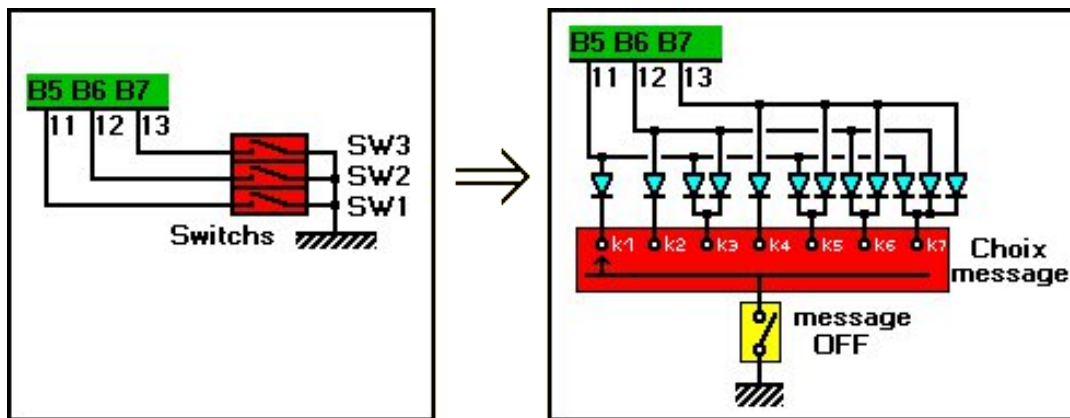 B5 B6 B7
11 12 13
SW3
SW2
SW1
Switchs
B5 B6 B7
11 12 13
k1 k2 k3 k4 k5 k6 k7
Choix
message
message
OFF